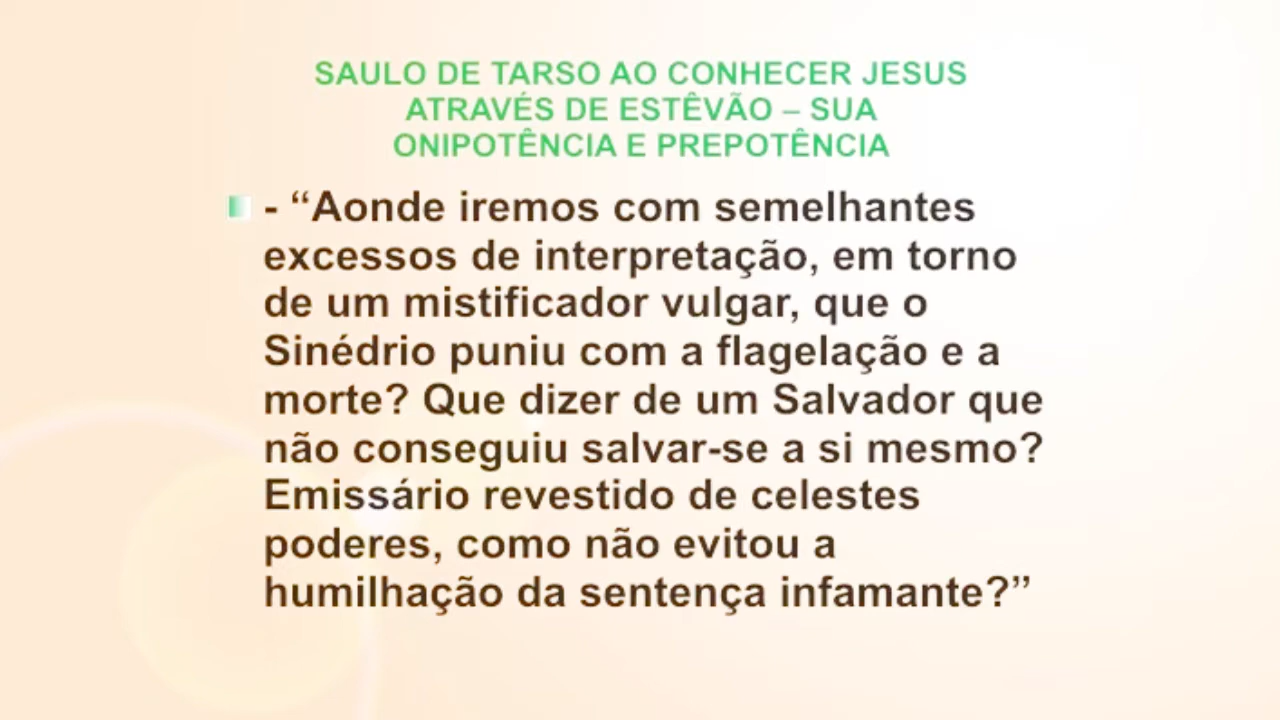 SAULO DE TARSO AO CONHECER JESUS
ATRAVÉS DE ESTÊVÃO – SUA
ONIPOTÊNCIA E PREPOTÊNCIA
- “Aonde iremos com semelhantes
excessos de interpretação, em torno
de um mistificador vulgar, que o
Sinédrio puniu com a flagelação e a
morte? Que dizer de um Salvador que
não conseguiu salvar-se a si mesmo?
Emissário revestido de celestes
poderes, como não evitou a
humilhação da sentença infamante?”